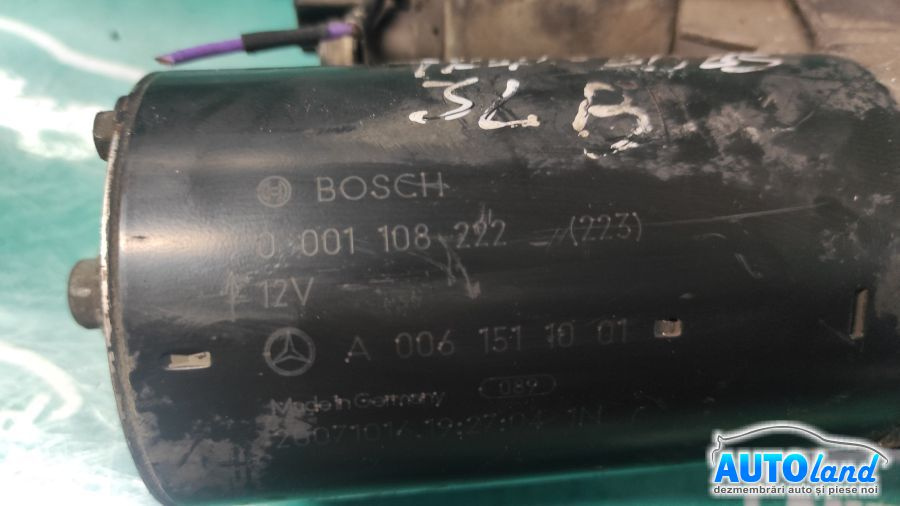 3LB
BOSCH
0 001 108 222 (223)
12V
A 006 151 10 01
089
Made in Germany
AUTOland
dezmembrări auto și piese noi